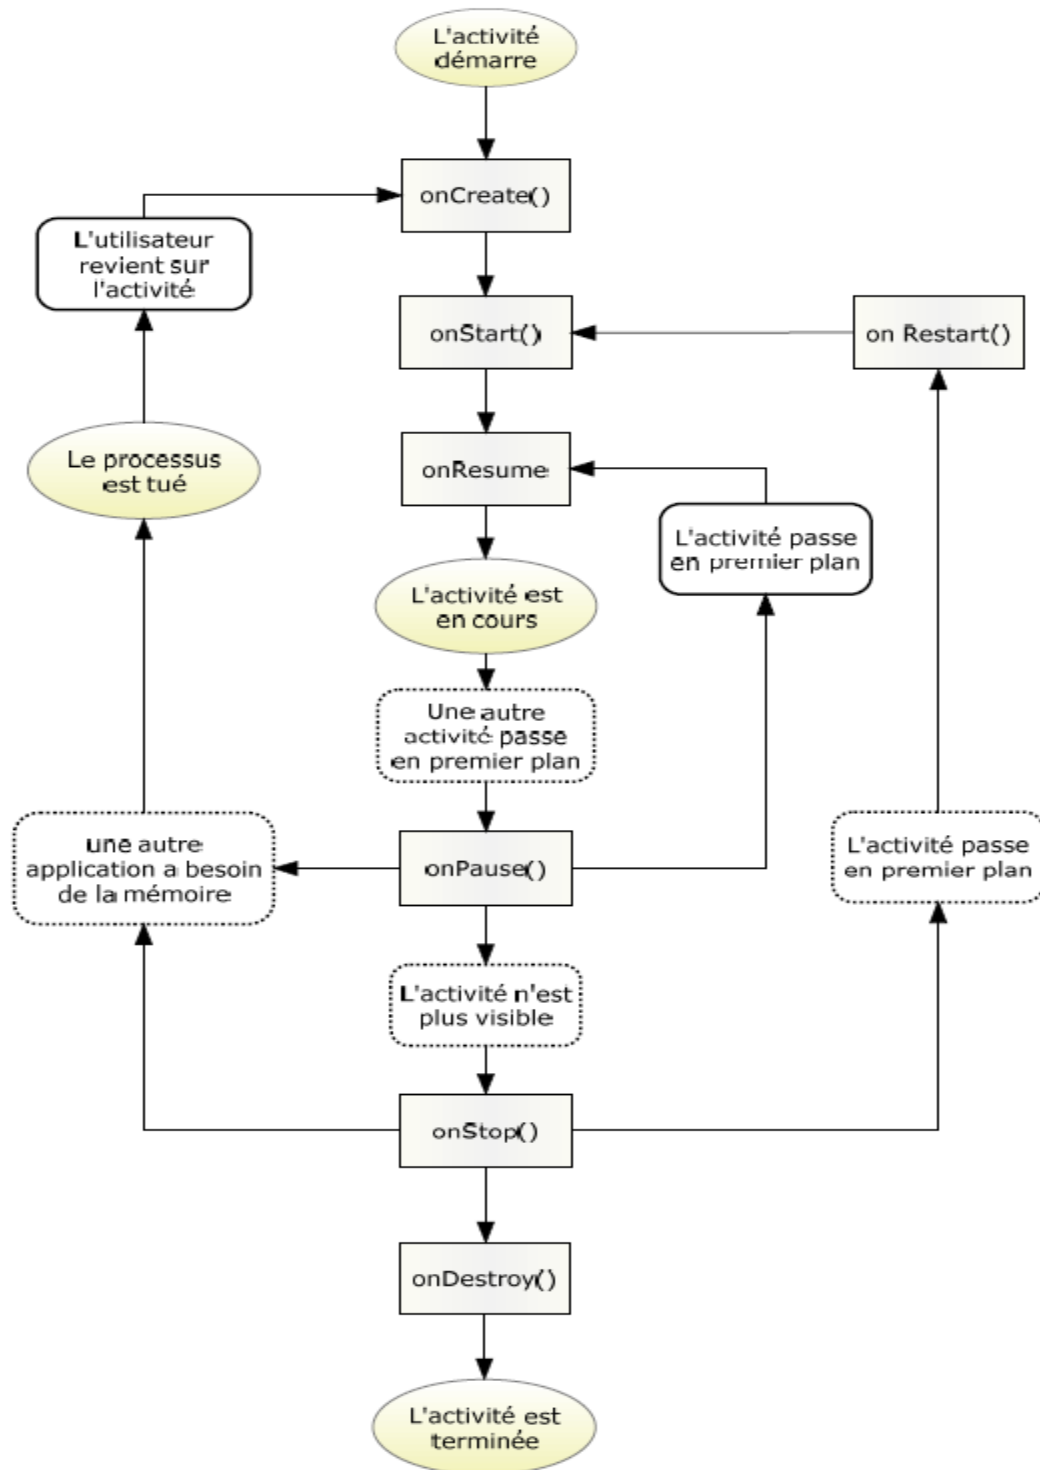 L'activité
démarre
onCreate()
L'utilisateur
revient sur
l'activité
onStart()
on Restart()
Le processus
est tué
onResume
L'activité passe
en premier plan
L'activité est
en cours
Une autre
activité passe
en premier plan
une autre
application a besoin
de la mémoire
onPause()
L'activité passe
en premier plan
L'activité n'est
plus visible
onStop()
onDestroy()
L'activité est
terminée